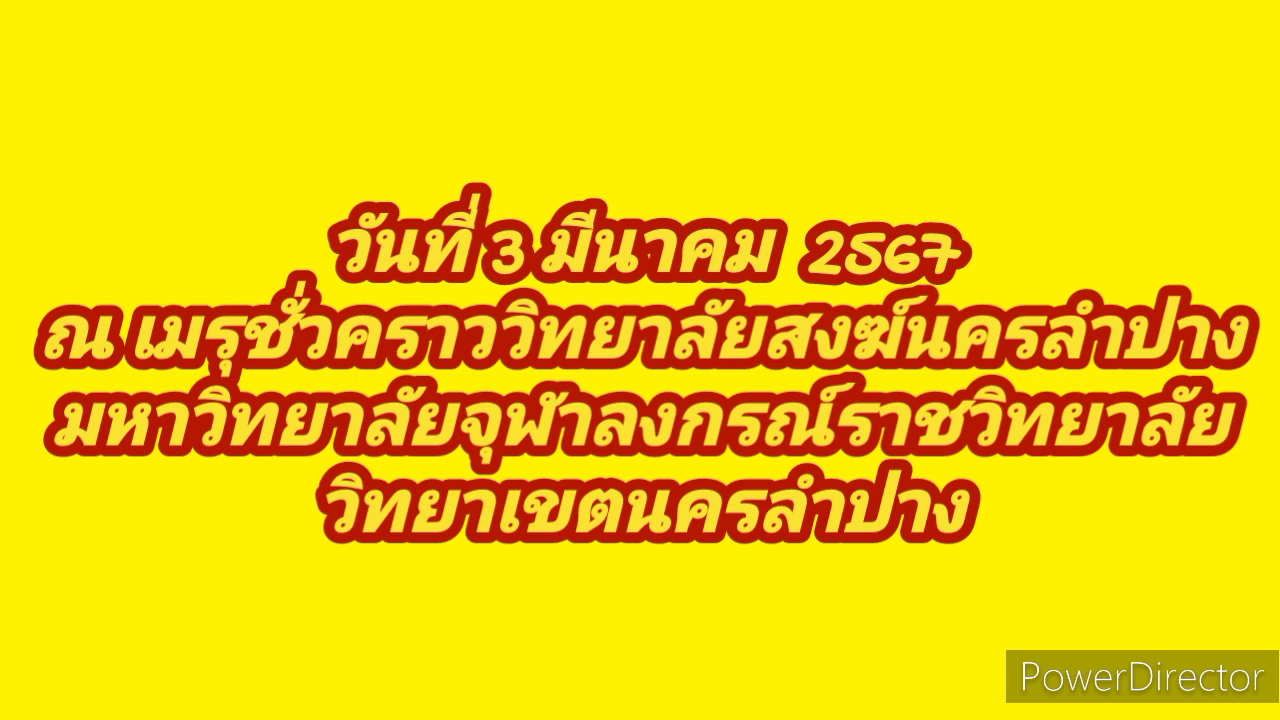 วันที่ 3 มีนาคม 2567
ณ เมรุชั่วคราววิทยาลัยสงฆ์นครลำปาง
มหาวิทยาลัยจุฬาลงกรณ์ราชวิทยาลัย
วิทยาเขตนครลำปาง
PowerDirector